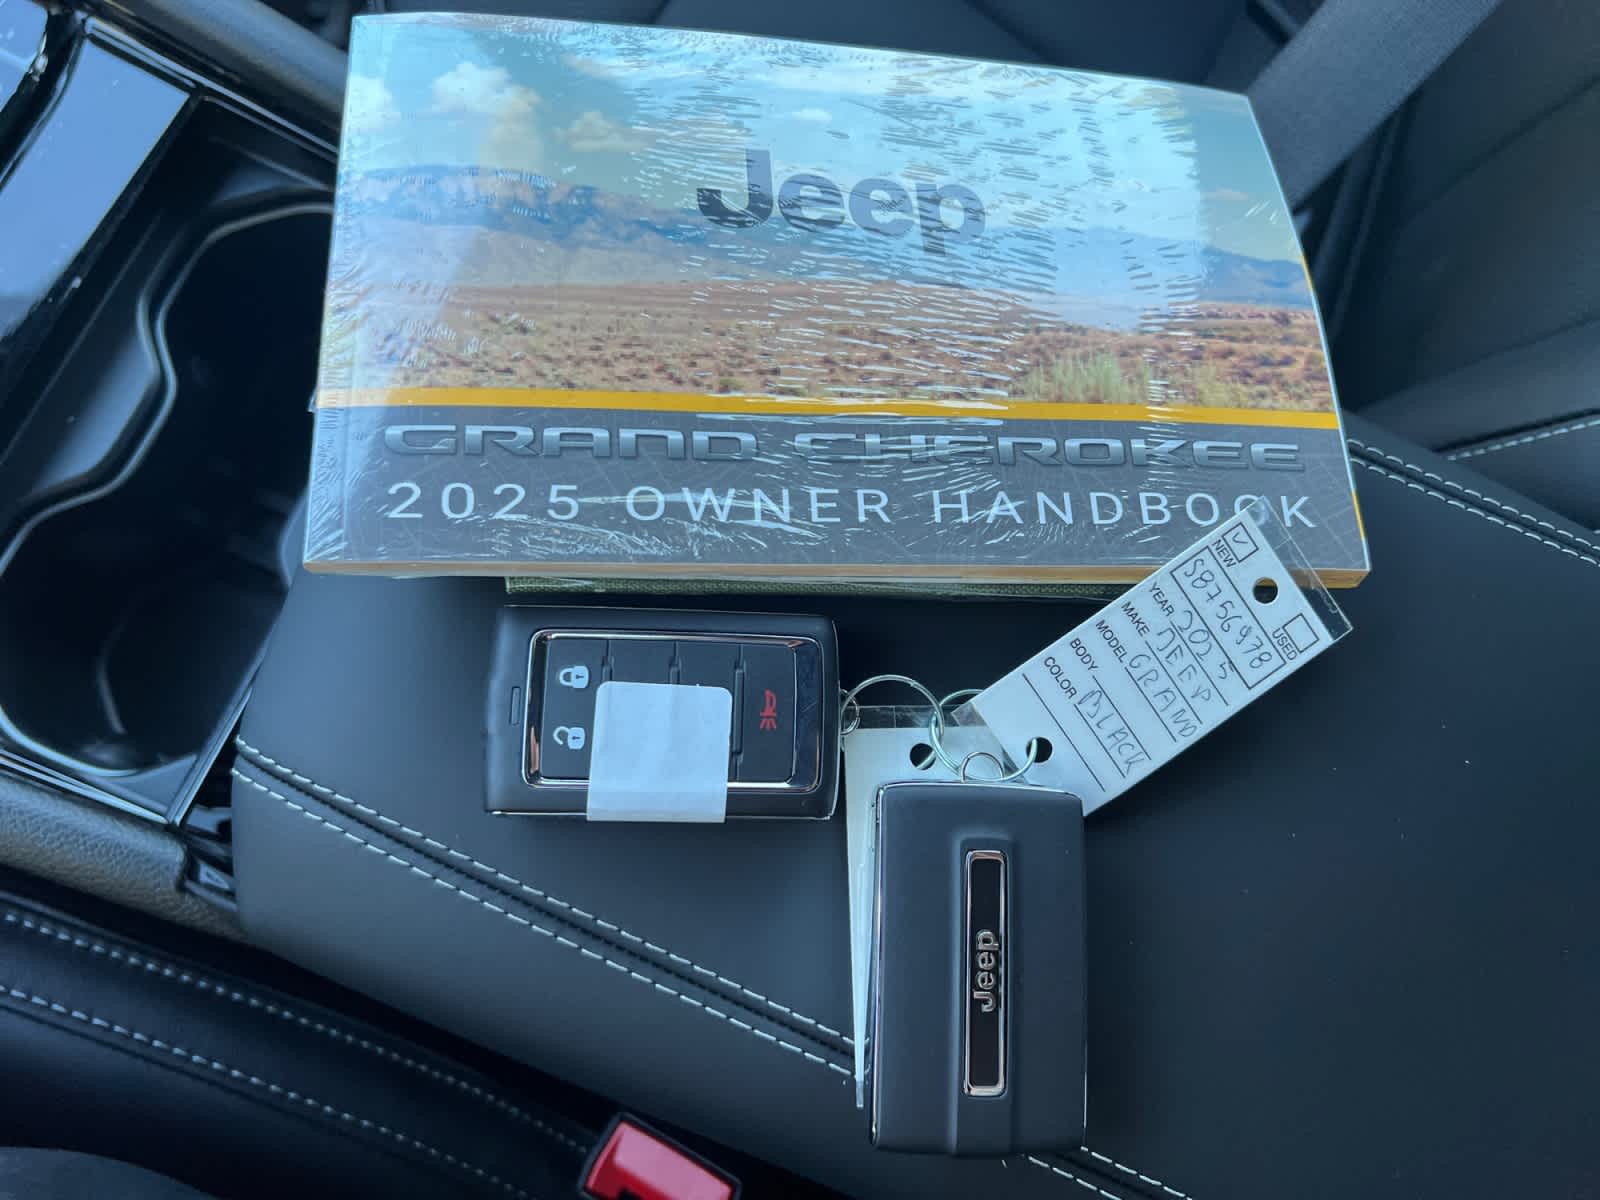 Jeep
GRAND CHEROKEE
2025 OWNER HANDBOOK
NEW ✓
USED
S8756978
YEAR 2025
MAKE JEEP
MODEL GRAND
BODY
COLOR BLACK
Jeep